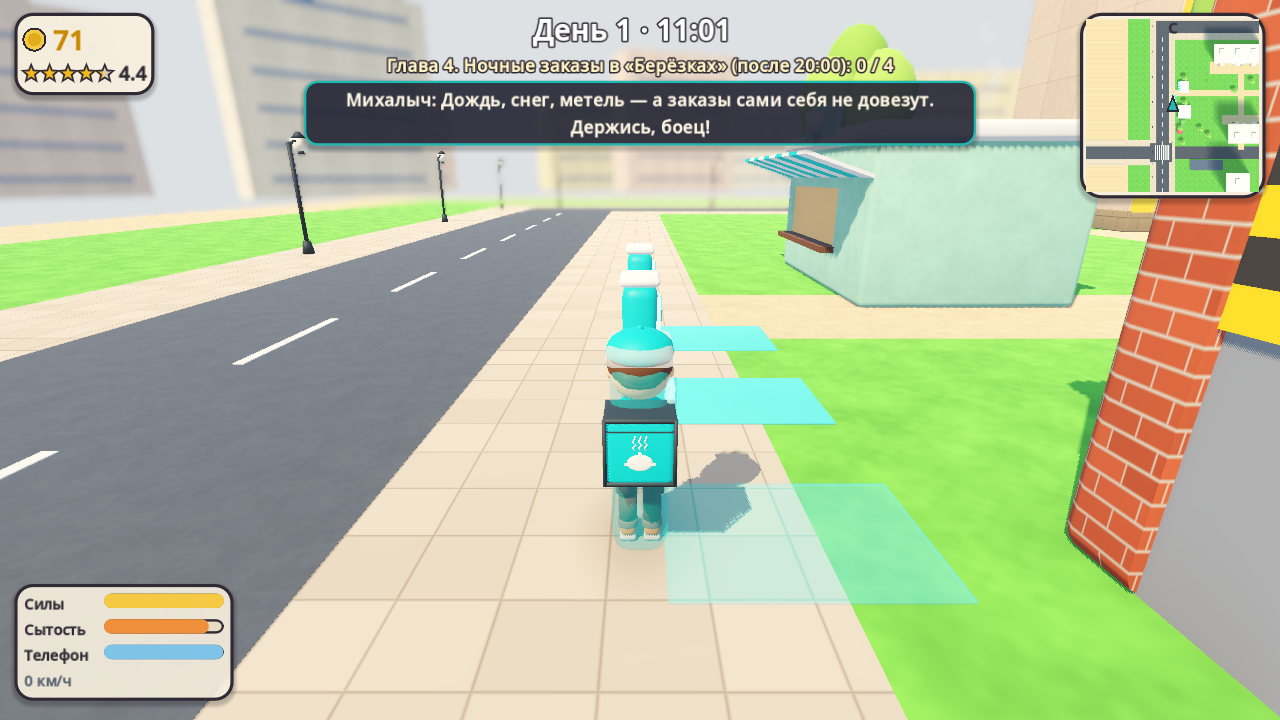 71
4.4
День 1 · 11:01
Глава 4. Ночные заказы в «Берёзках» (после 20:00): 0 / 4
Михалыч: Дождь, снег, метель — а заказы сами себя не довезут.
Держись, боец!
С
Силы
Сытость
Телефон
0 км/ч